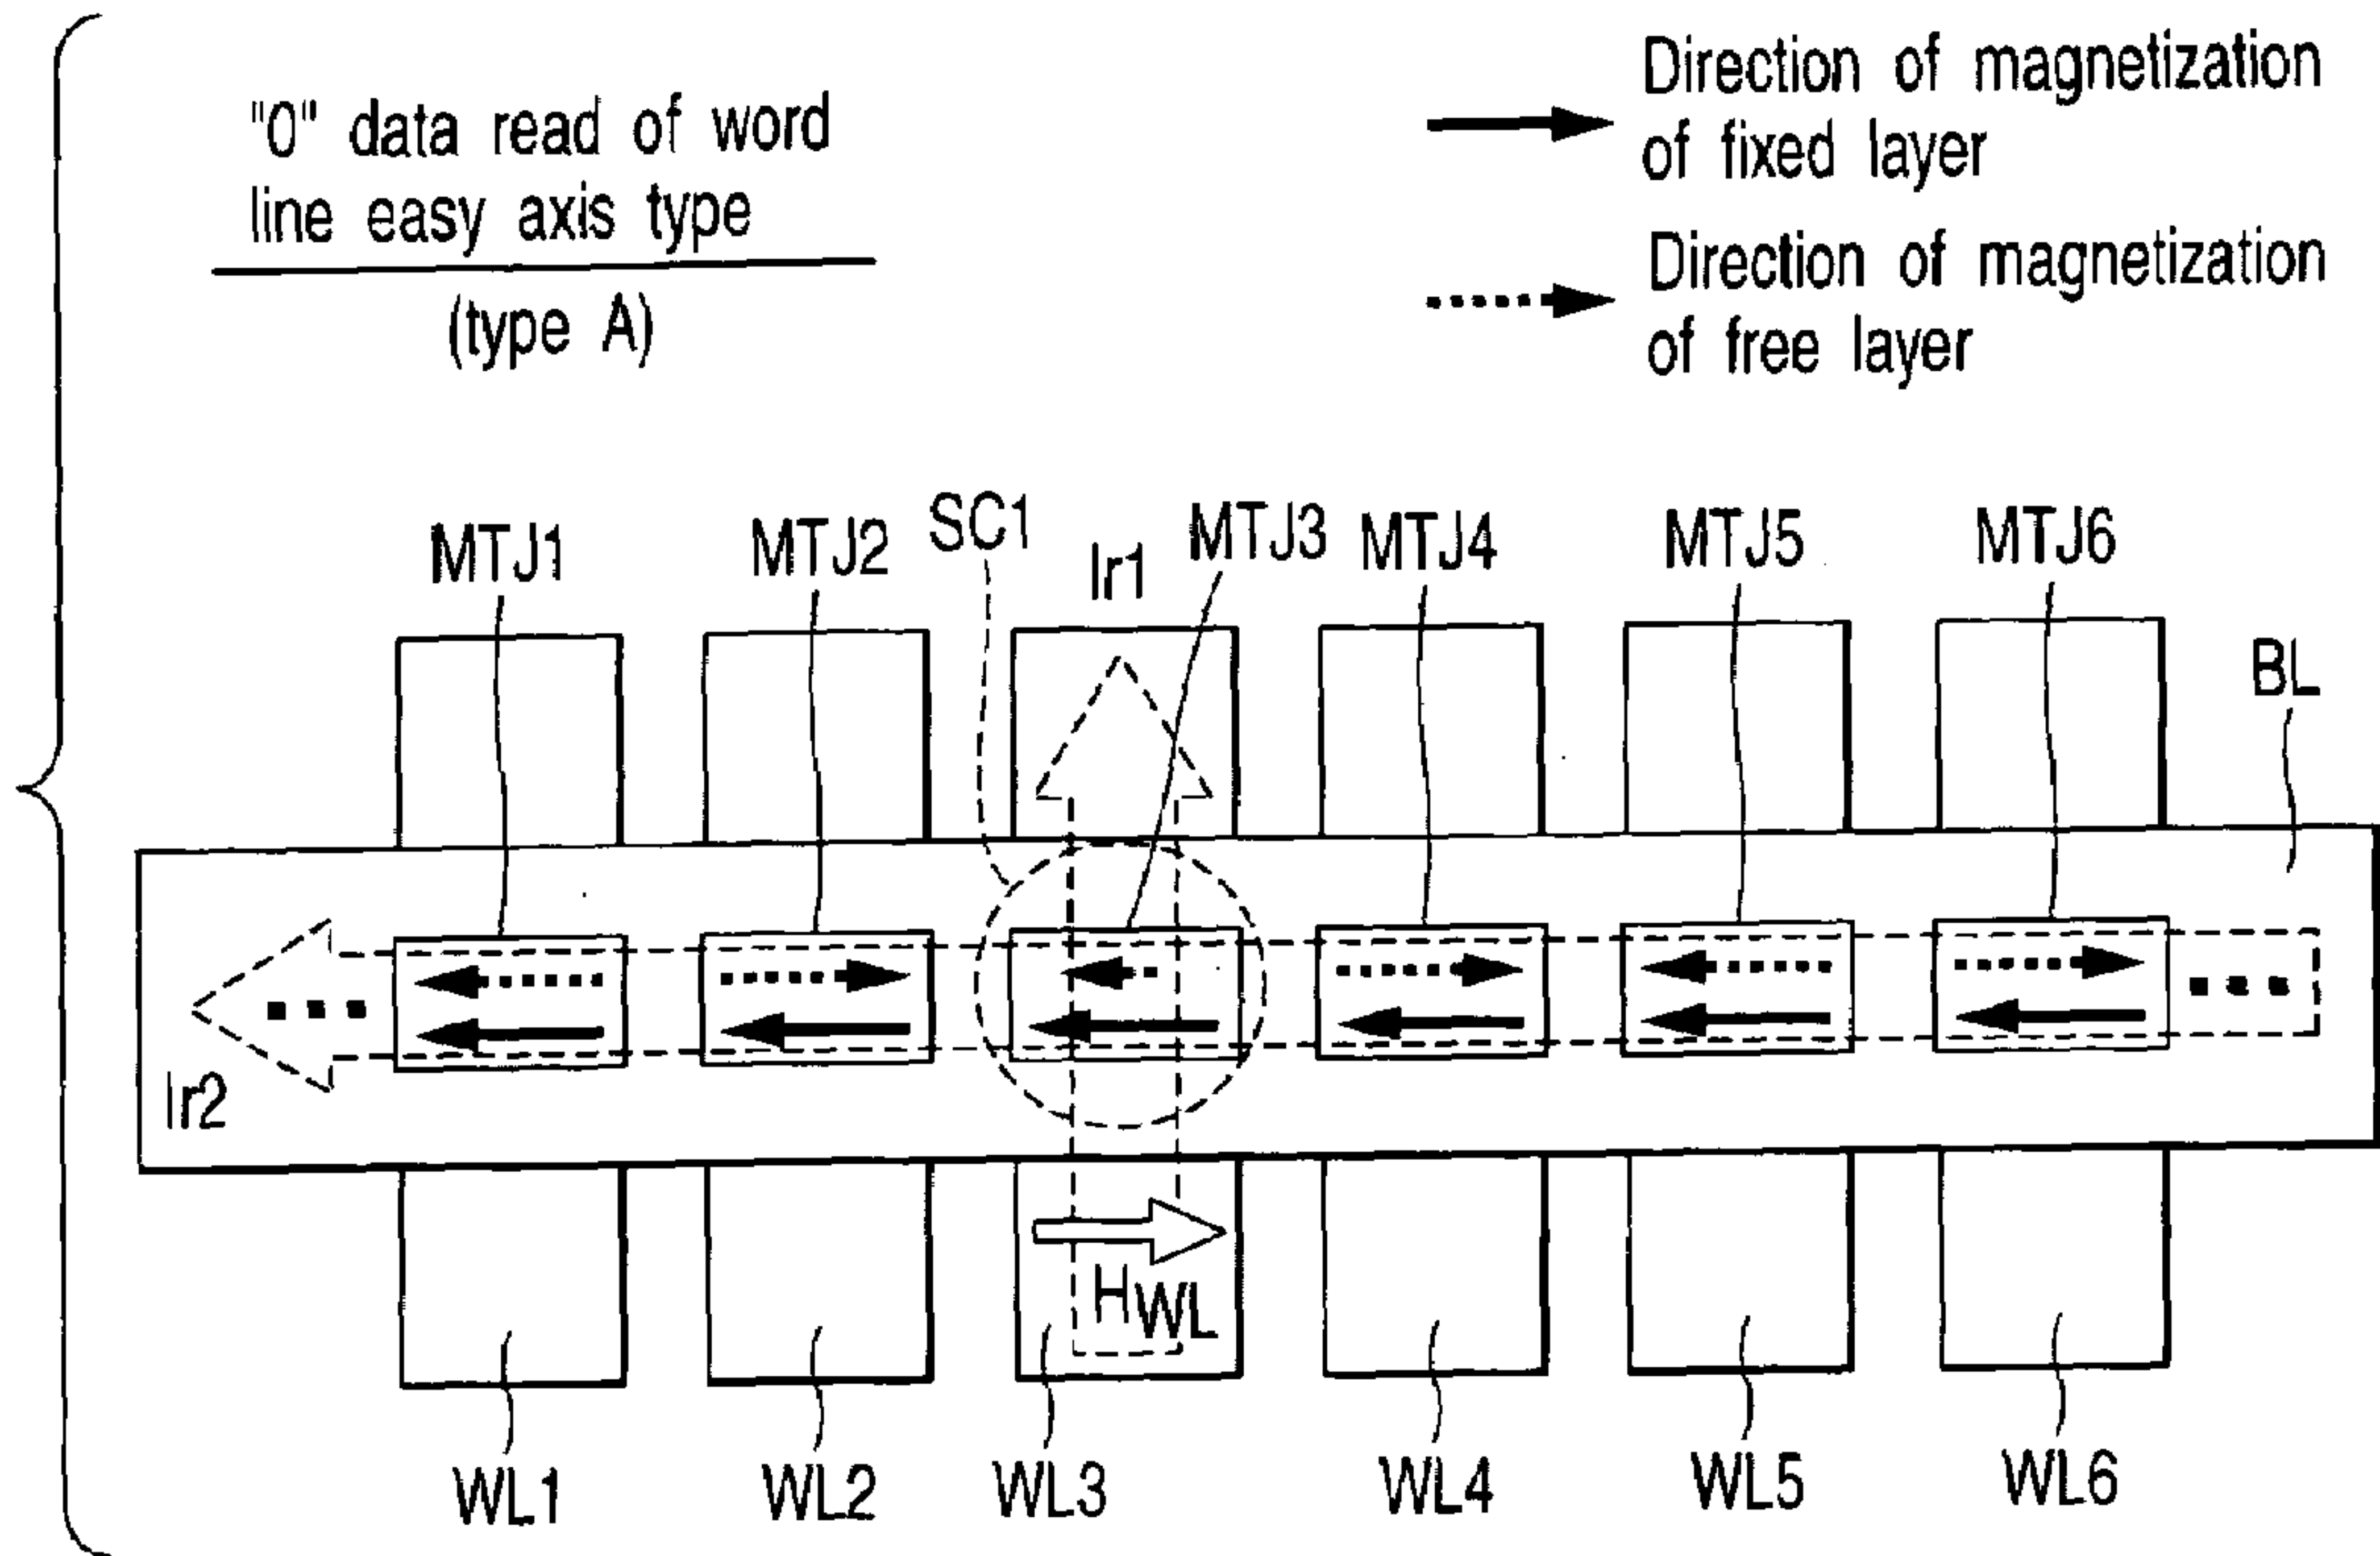 "0" data read of word
line easy axis type
(type A)
Direction of magnetization
of fixed layer
Direction of magnetization
of free layer
MTJ1 MTJ2 SC1 Ir1 MTJ3 MTJ4 MTJ5 MTJ6
BL
Ir2
HWL
WL1 WL2 WL3 WL4 WL5 WL6